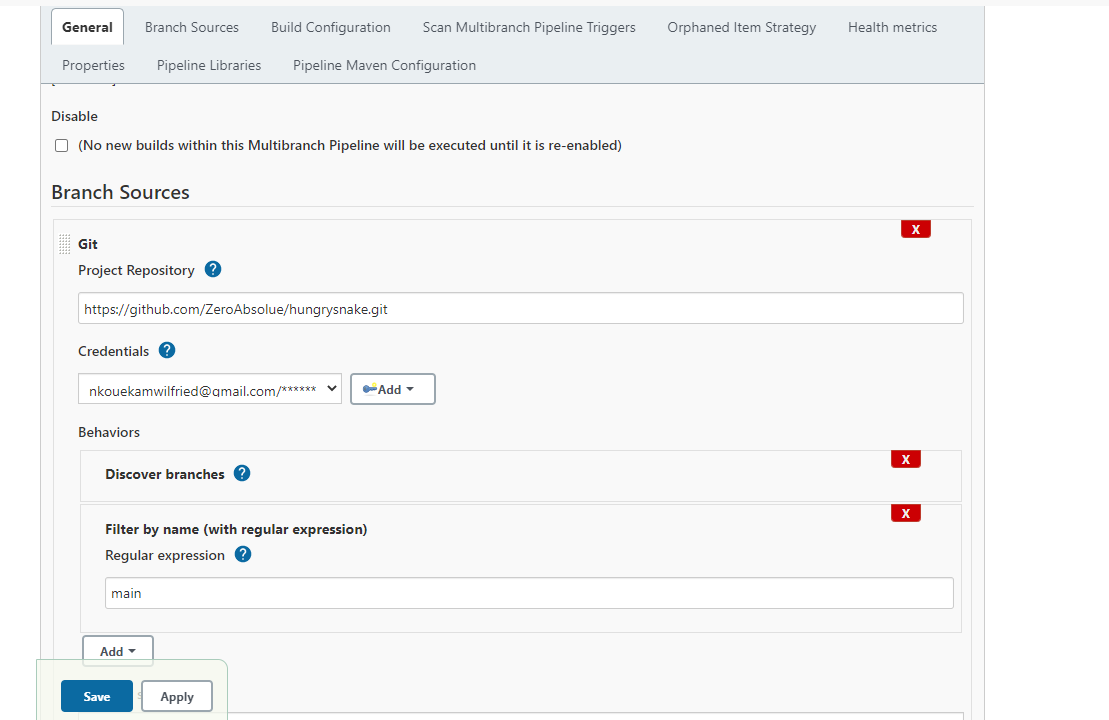 General Branch Sources Build Configuration Scan Multibranch Pipeline Triggers Orphaned Item Strategy Health metrics
Properties Pipeline Libraries Pipeline Maven Configuration
Disable
(No new builds within this Multibranch Pipeline will be executed until it is re-enabled)
Branch Sources
X
Git
Project Repository ?
https://github.com/ZeroAbsolue/hungrysnake.git
Credentials ?
nkouekamwilfried@gmail.com/****** Add
Behaviors
X
Discover branches ?
X
Filter by name (with regular expression)
Regular expression ?
main
Add
Save Apply